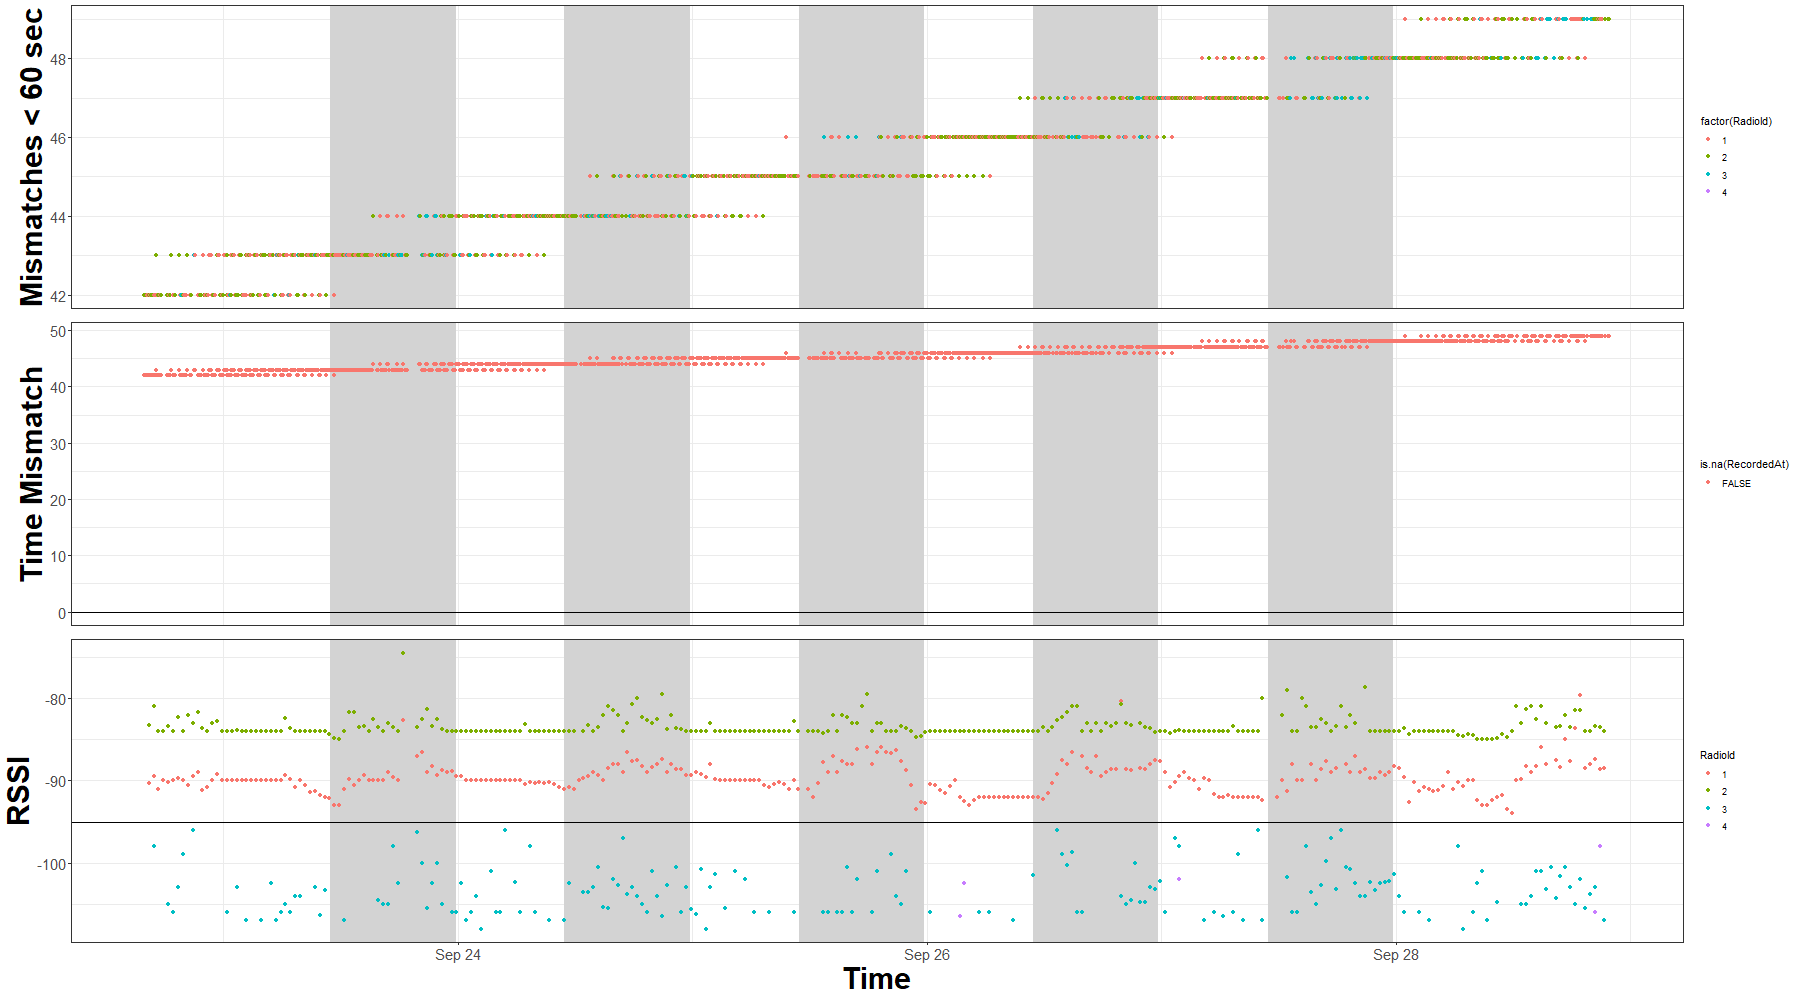 Mismatches < 60 sec
48
46
44
42
factor(RadioId)
1
2
3
4
Time Mismatch
50
40
30
20
10
0
is.na(RecordedAt)
FALSE
RSSI
-80
-90
-100
RadioId
1
2
3
4
Sep 24
Sep 26
Sep 28
Time